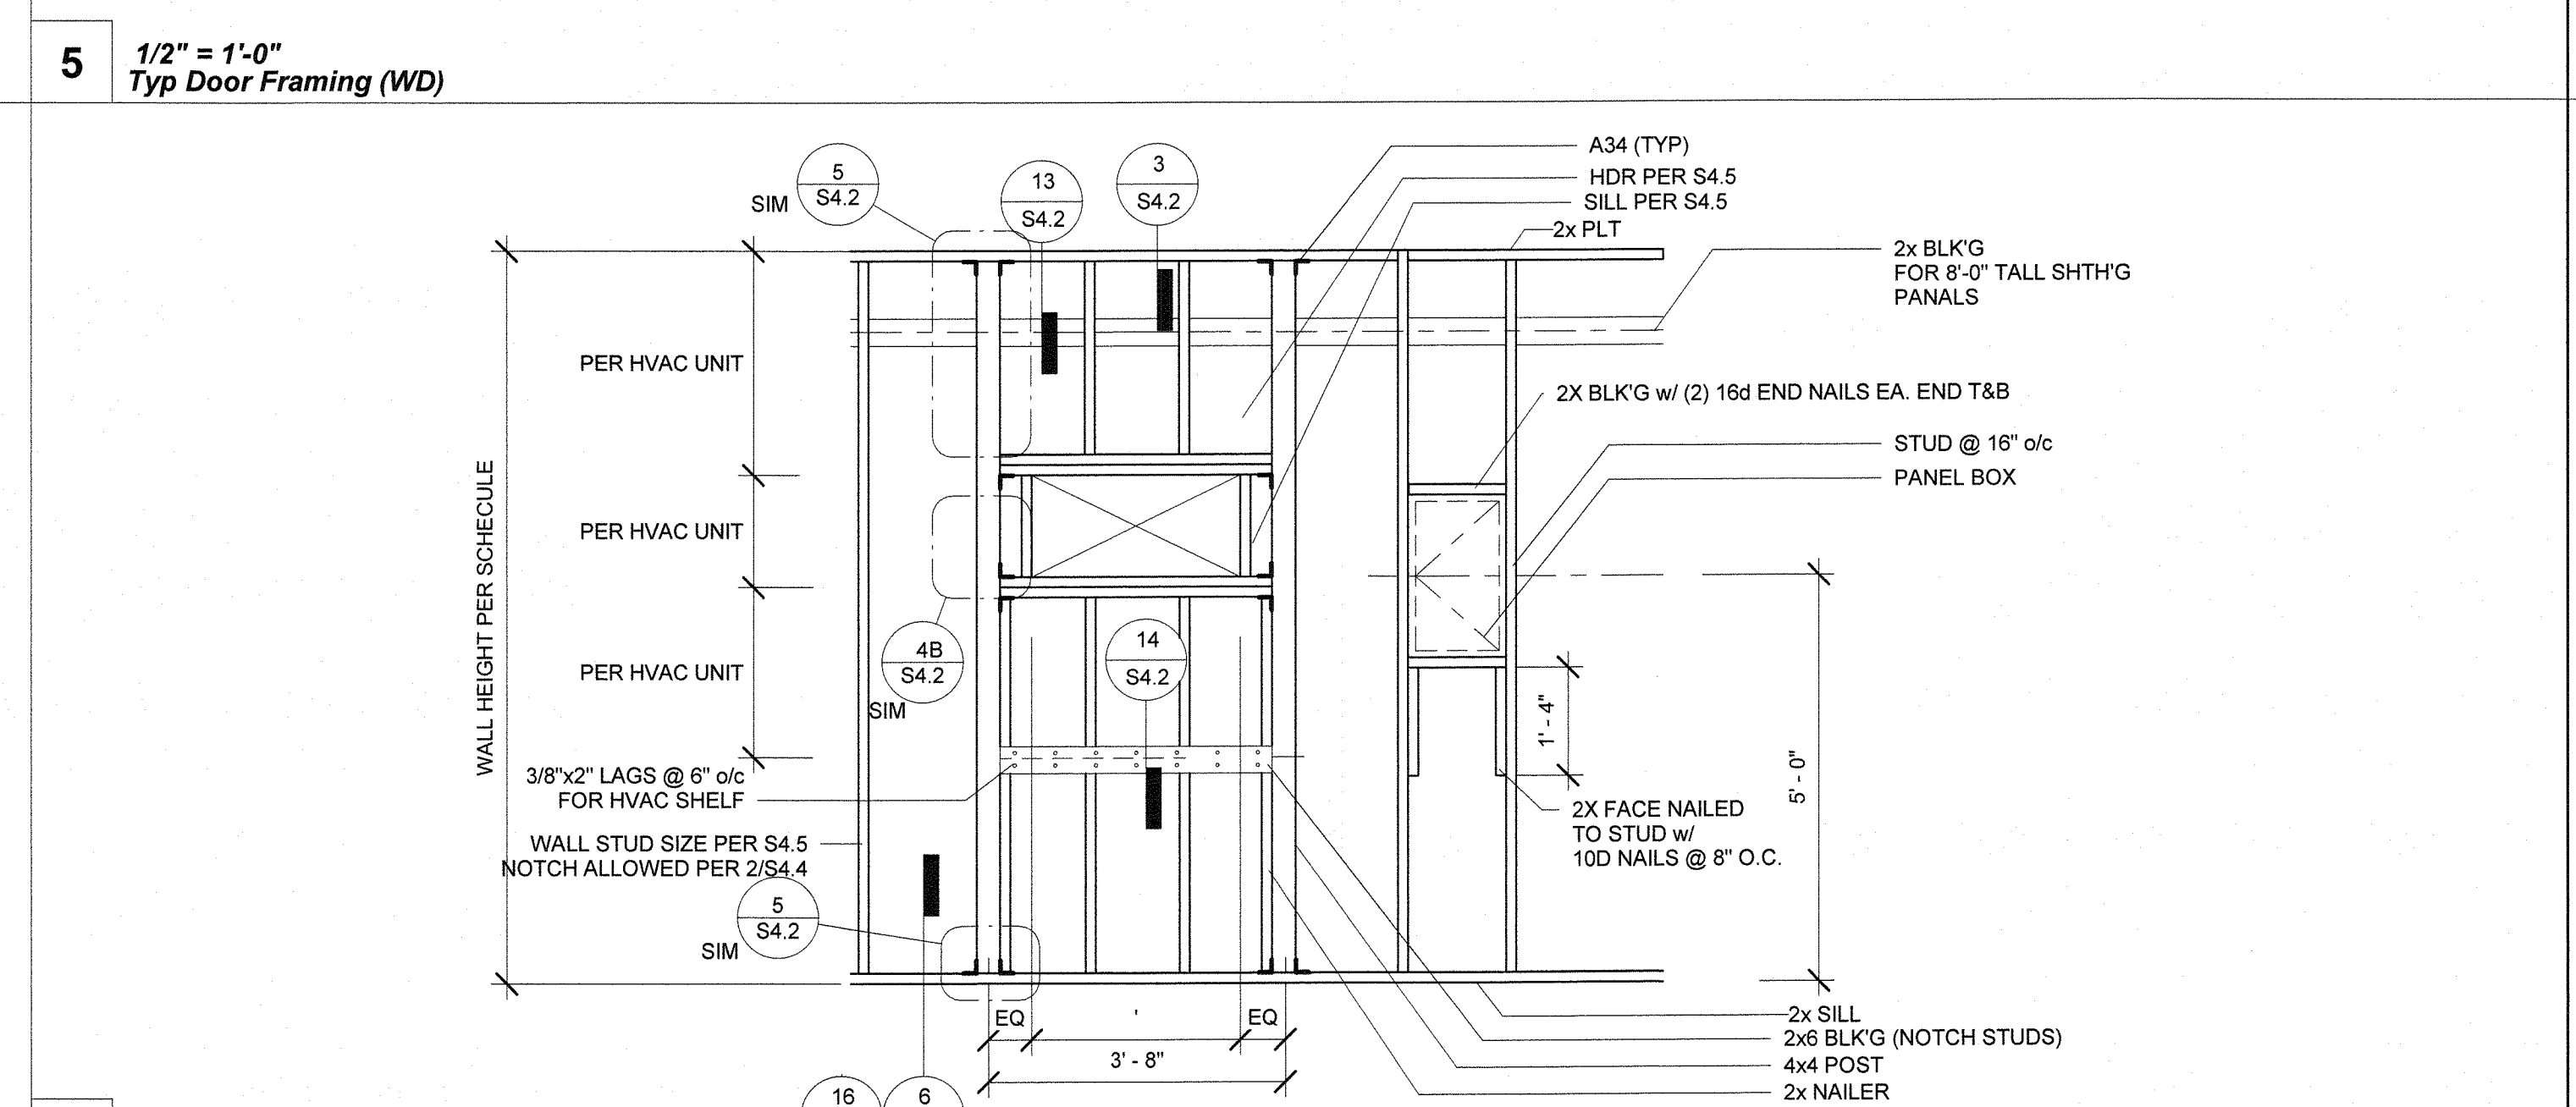 5
1/2" = 1'-0"
Typ Door Framing (WD)
5
S4.2
SIM
13
S4.2
3
S4.2
A34 (TYP)
HDR PER S4.5
SILL PER S4.5
2x PLT
2x BLK'G
FOR 8'-0" TALL SHTH'G
PANALS
PER HVAC UNIT
2X BLK'G w/ (2) 16d END NAILS EA. END T&B
STUD @ 16" o/c
PANEL BOX
WALL HEIGHT PER SCHECULE
PER HVAC UNIT
PER HVAC UNIT
4B
S4.2
SIM
14
S4.2
1' - 4"
5' - 0"
3/8"x2" LAGS @ 6" o/c
FOR HVAC SHELF
2X FACE NAILED
TO STUD w/
10D NAILS @ 8" O.C.
WALL STUD SIZE PER S4.5
NOTCH ALLOWED PER 2/S4.4
5
S4.2
SIM
EQ
'
EQ
3' - 8"
2x SILL
2x6 BLK'G (NOTCH STUDS)
4x4 POST
2x NAILER
16
6